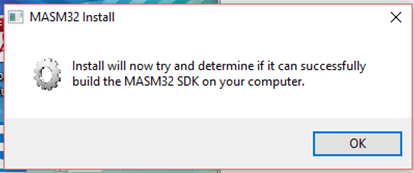 MASM32 Install
Install will now try and determine if it can successfully
build the MASM32 SDK on your computer.
OK